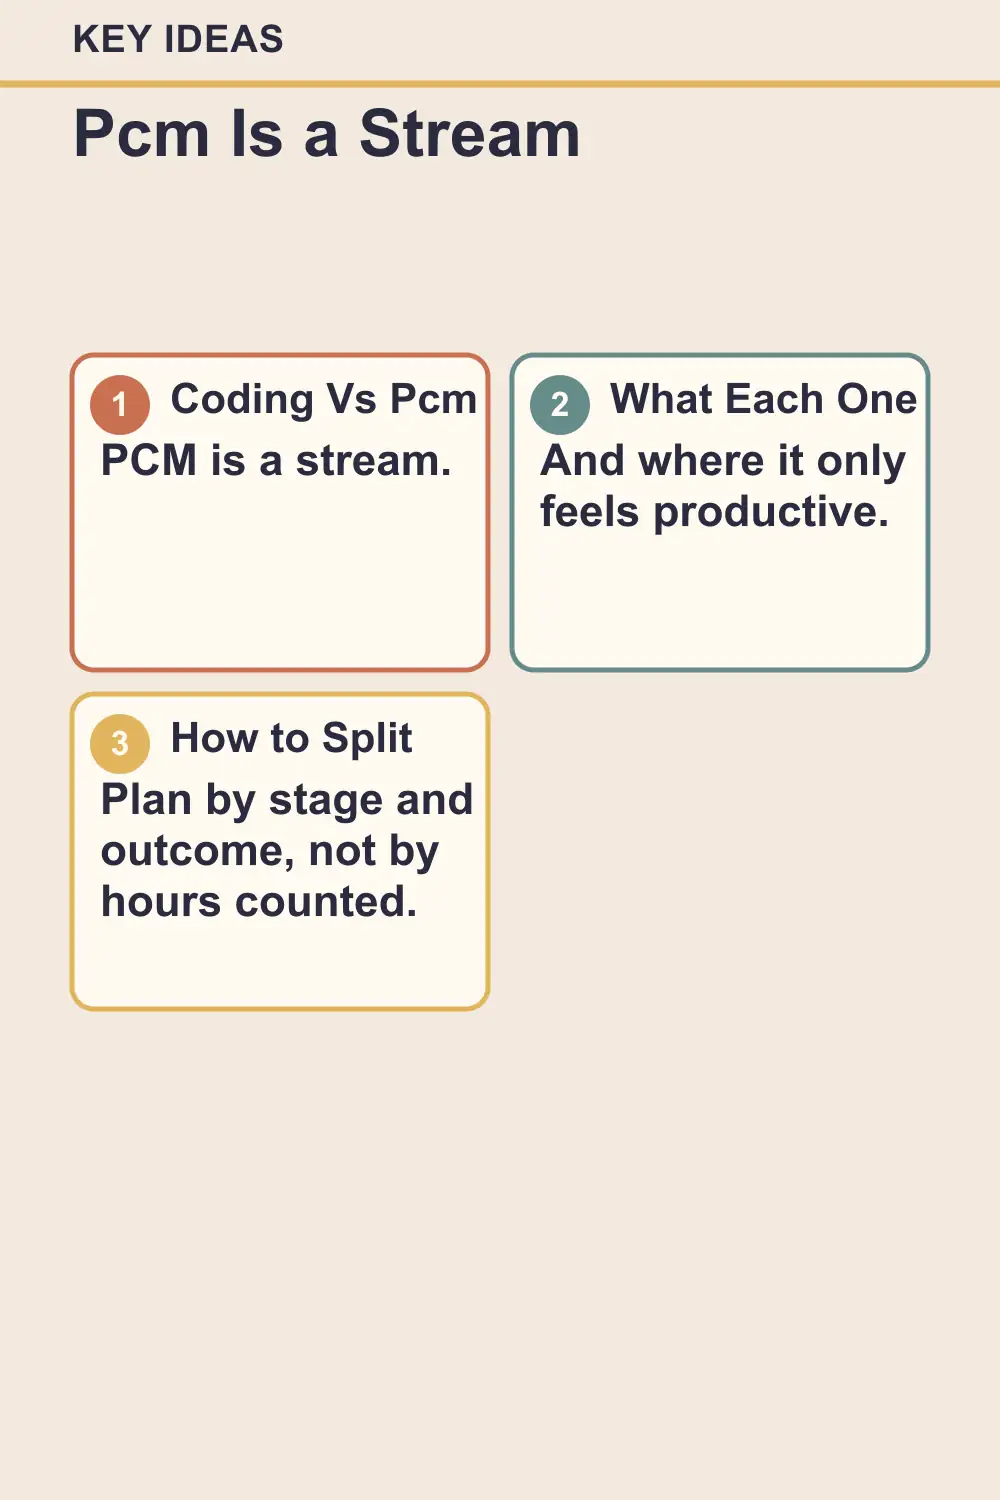 KEY IDEAS
Pcm Is a Stream
1
Coding Vs Pcm
PCM is a stream.
2
What Each One
And where it only
feels productive.
3
How to Split
Plan by stage and
outcome, not by
hours counted.